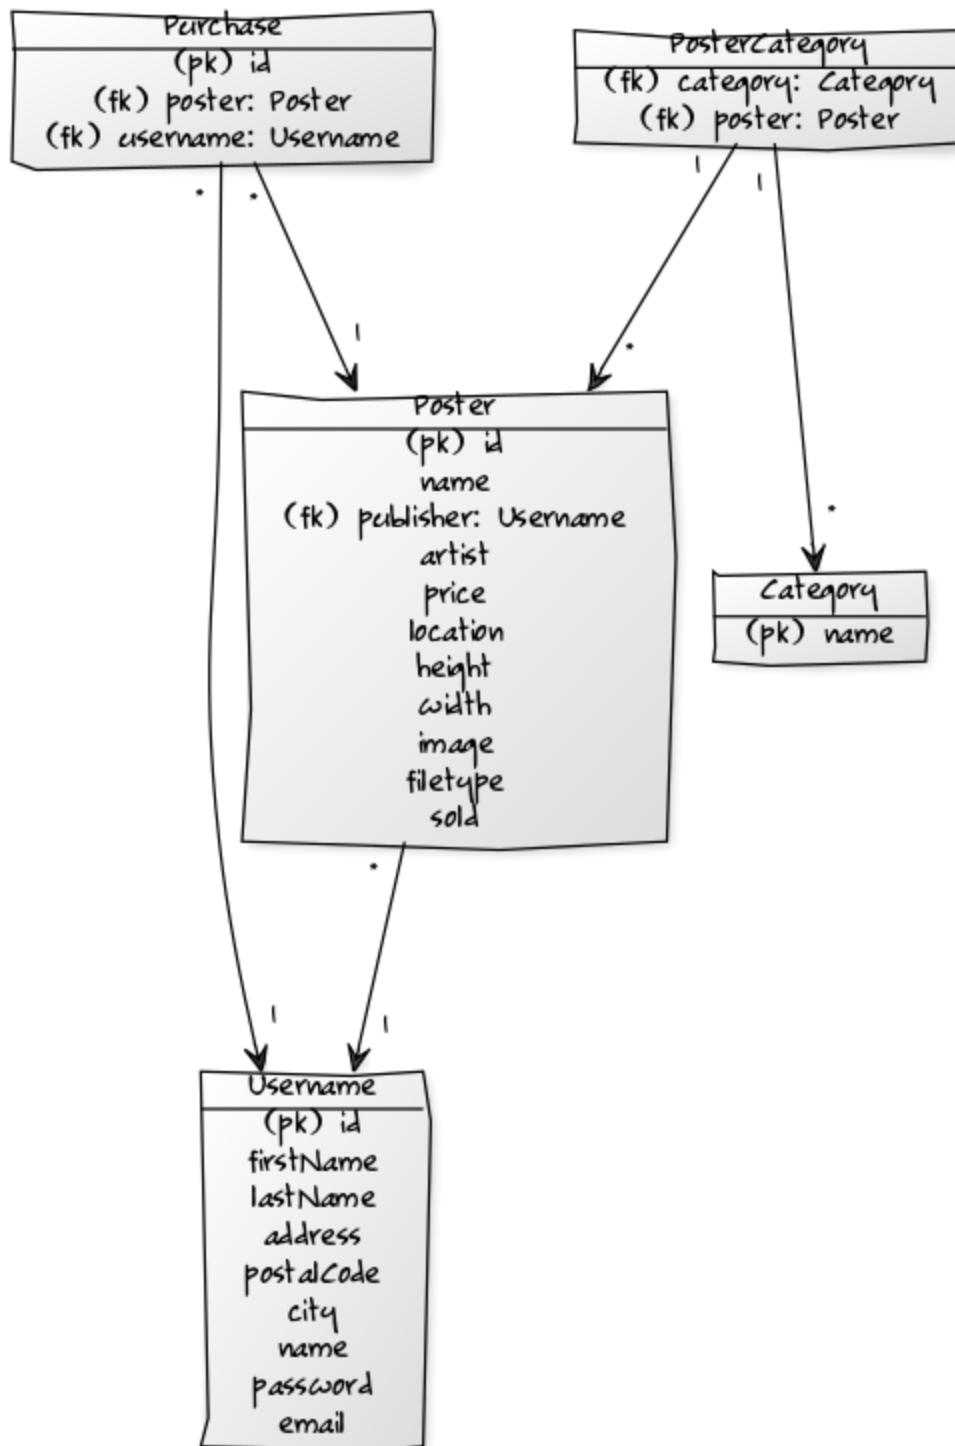 Purchase
(pk) id
(fk) poster: Poster
(fk) username: Username
PosterCategory
(fk) category: Category
(fk) poster: Poster
* *
1 1
1
*
Poster
(pk) id
name
(fk) publisher: Username
artist
price
location
height
width
image
filetype
sold
*
Category
(pk) name
*
1 1
Username
(pk) id
firstName
lastName
address
postalCode
city
name
password
email